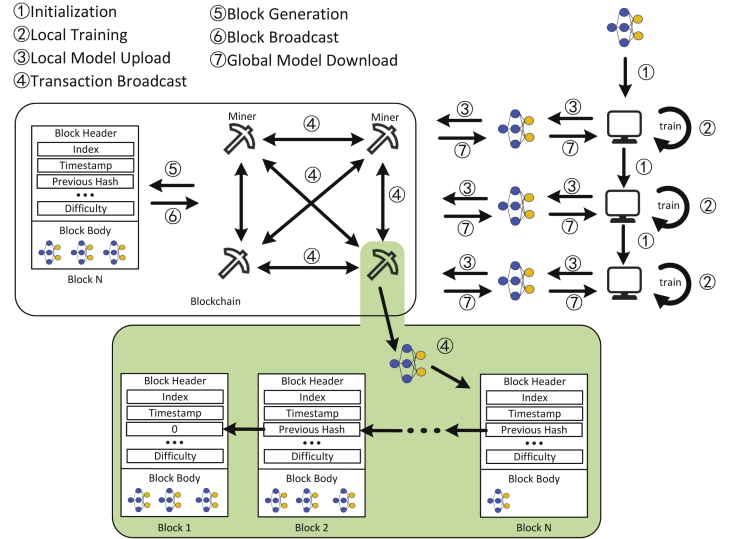 ①Initialization
②Local Training
③Local Model Upload
④Transaction Broadcast
⑤Block Generation
⑥Block Broadcast
⑦Global Model Download
①
③
③
⑦
⑦
train
②
①
③
③
⑦
⑦
train
②
①
③
③
⑦
⑦
train
②
Block Header
Index
Timestamp
Previous Hash
•••
Difficulty
Block Body
Block N
⑤
⑥
Miner
Miner
④
④
④
④
Blockchain
④
Block Header
Index
Timestamp
0
•••
Difficulty
Block Body
Block 1
Block Header
Index
Timestamp
Previous Hash
•••
Difficulty
Block Body
Block 2
Block Header
Index
Timestamp
Previous Hash
•••
Difficulty
Block Body
Block N